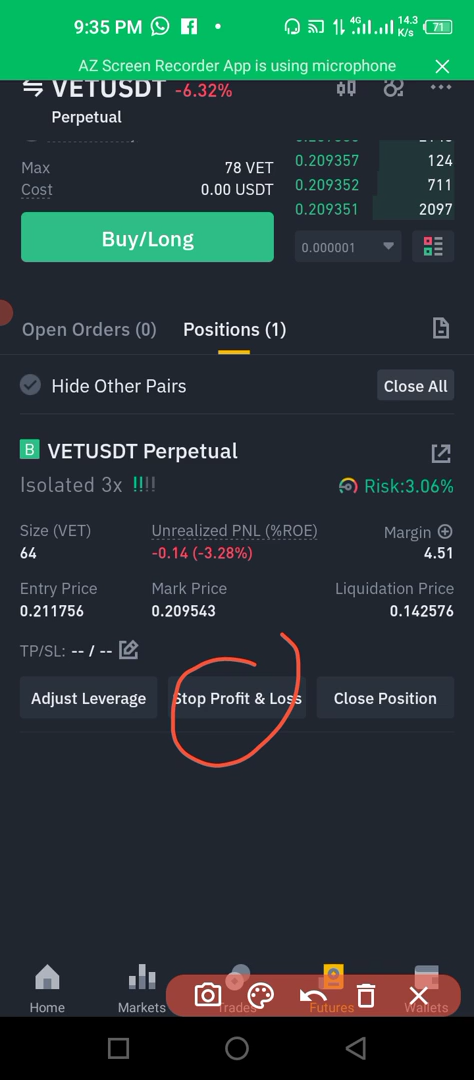 9:35 PM 4G 14.3 K/s 71
AZ Screen Recorder App is using microphone
VETUSDT -6.32%
Perpetual
0.209357 124
Max 78 VET
0.209352 711
Cost 0.00 USDT
0.209351 2097
Buy/Long
0.000001
Open Orders (0) Positions (1)
Hide Other Pairs Close All
B VETUSDT Perpetual
Isolated 3x !!!! Risk:3.06%
Size (VET) Unrealized PNL (%ROE) Margin
64 -0.14 (-3.28%) 4.51
Entry Price Mark Price Liquidation Price
0.211756 0.209543 0.142576
TP/SL: -- / --
Adjust Leverage Stop Profit & Loss Close Position
Home Markets Trades Futures Wallets